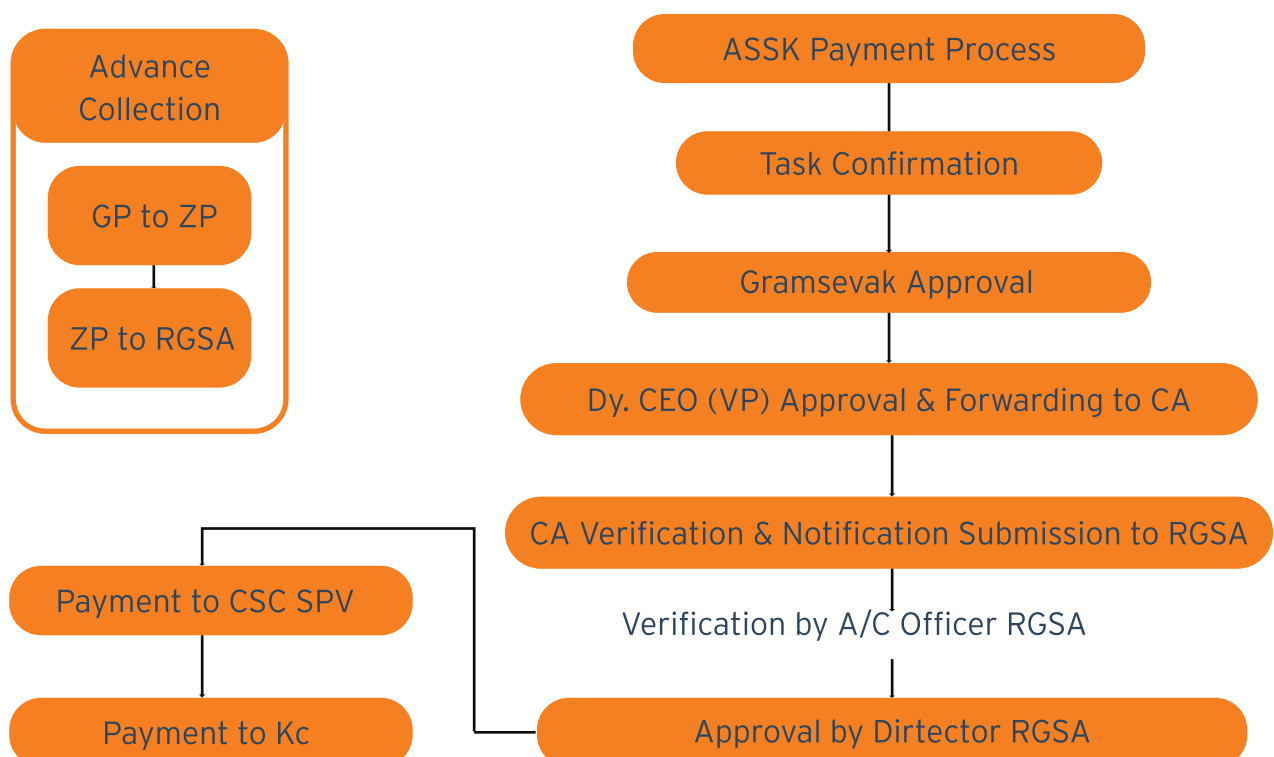 Advance
Collection
GP to ZP
ZP to RGSA
ASSK Payment Process
Task Confirmation
Gramsevak Approval
Dy. CEO (VP) Approval & Forwarding to CA
CA Verification & Notification Submission to RGSA
Verification by A/C Officer RGSA
Approval by Dirtector RGSA
Payment to CSC SPV
Payment to Kc